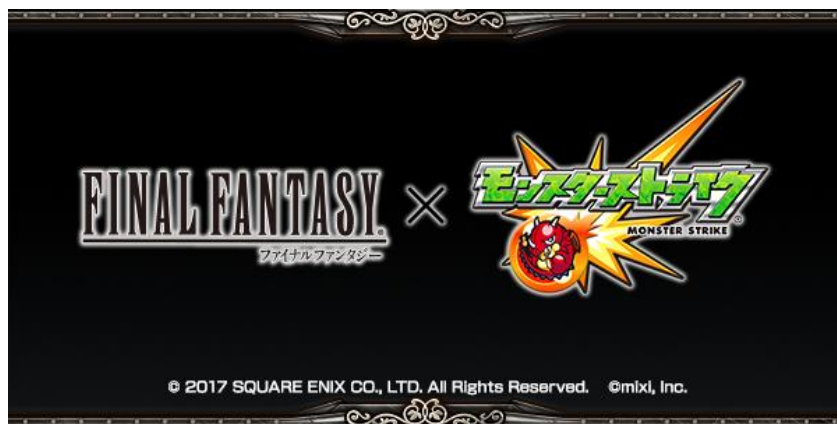 FINAL FANTASY®
ファイナルファンタジー
×
モンスターストライク®
MONSTER STRIKE
© 2017 SQUARE ENIX CO., LTD. All Rights Reserved. ©mixi, Inc.